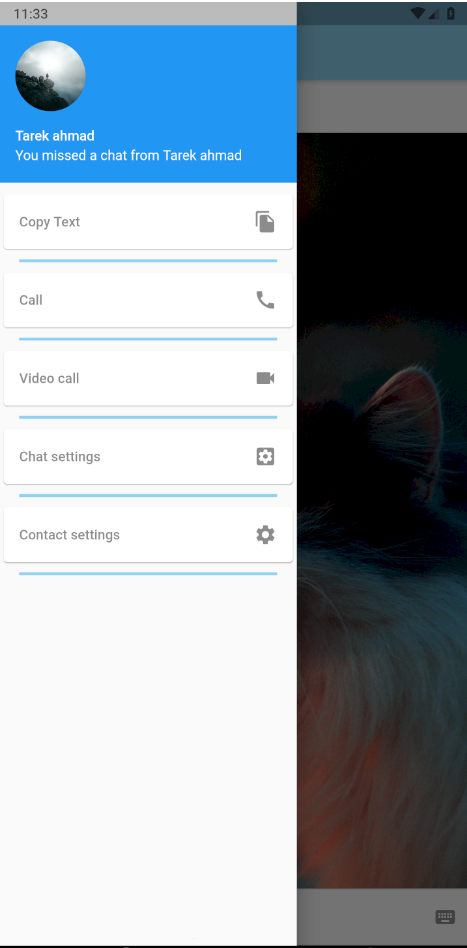 11:33
Tarek ahmad
You missed a chat from Tarek ahmad
Copy Text
Call
Video call
Chat settings
Contact settings